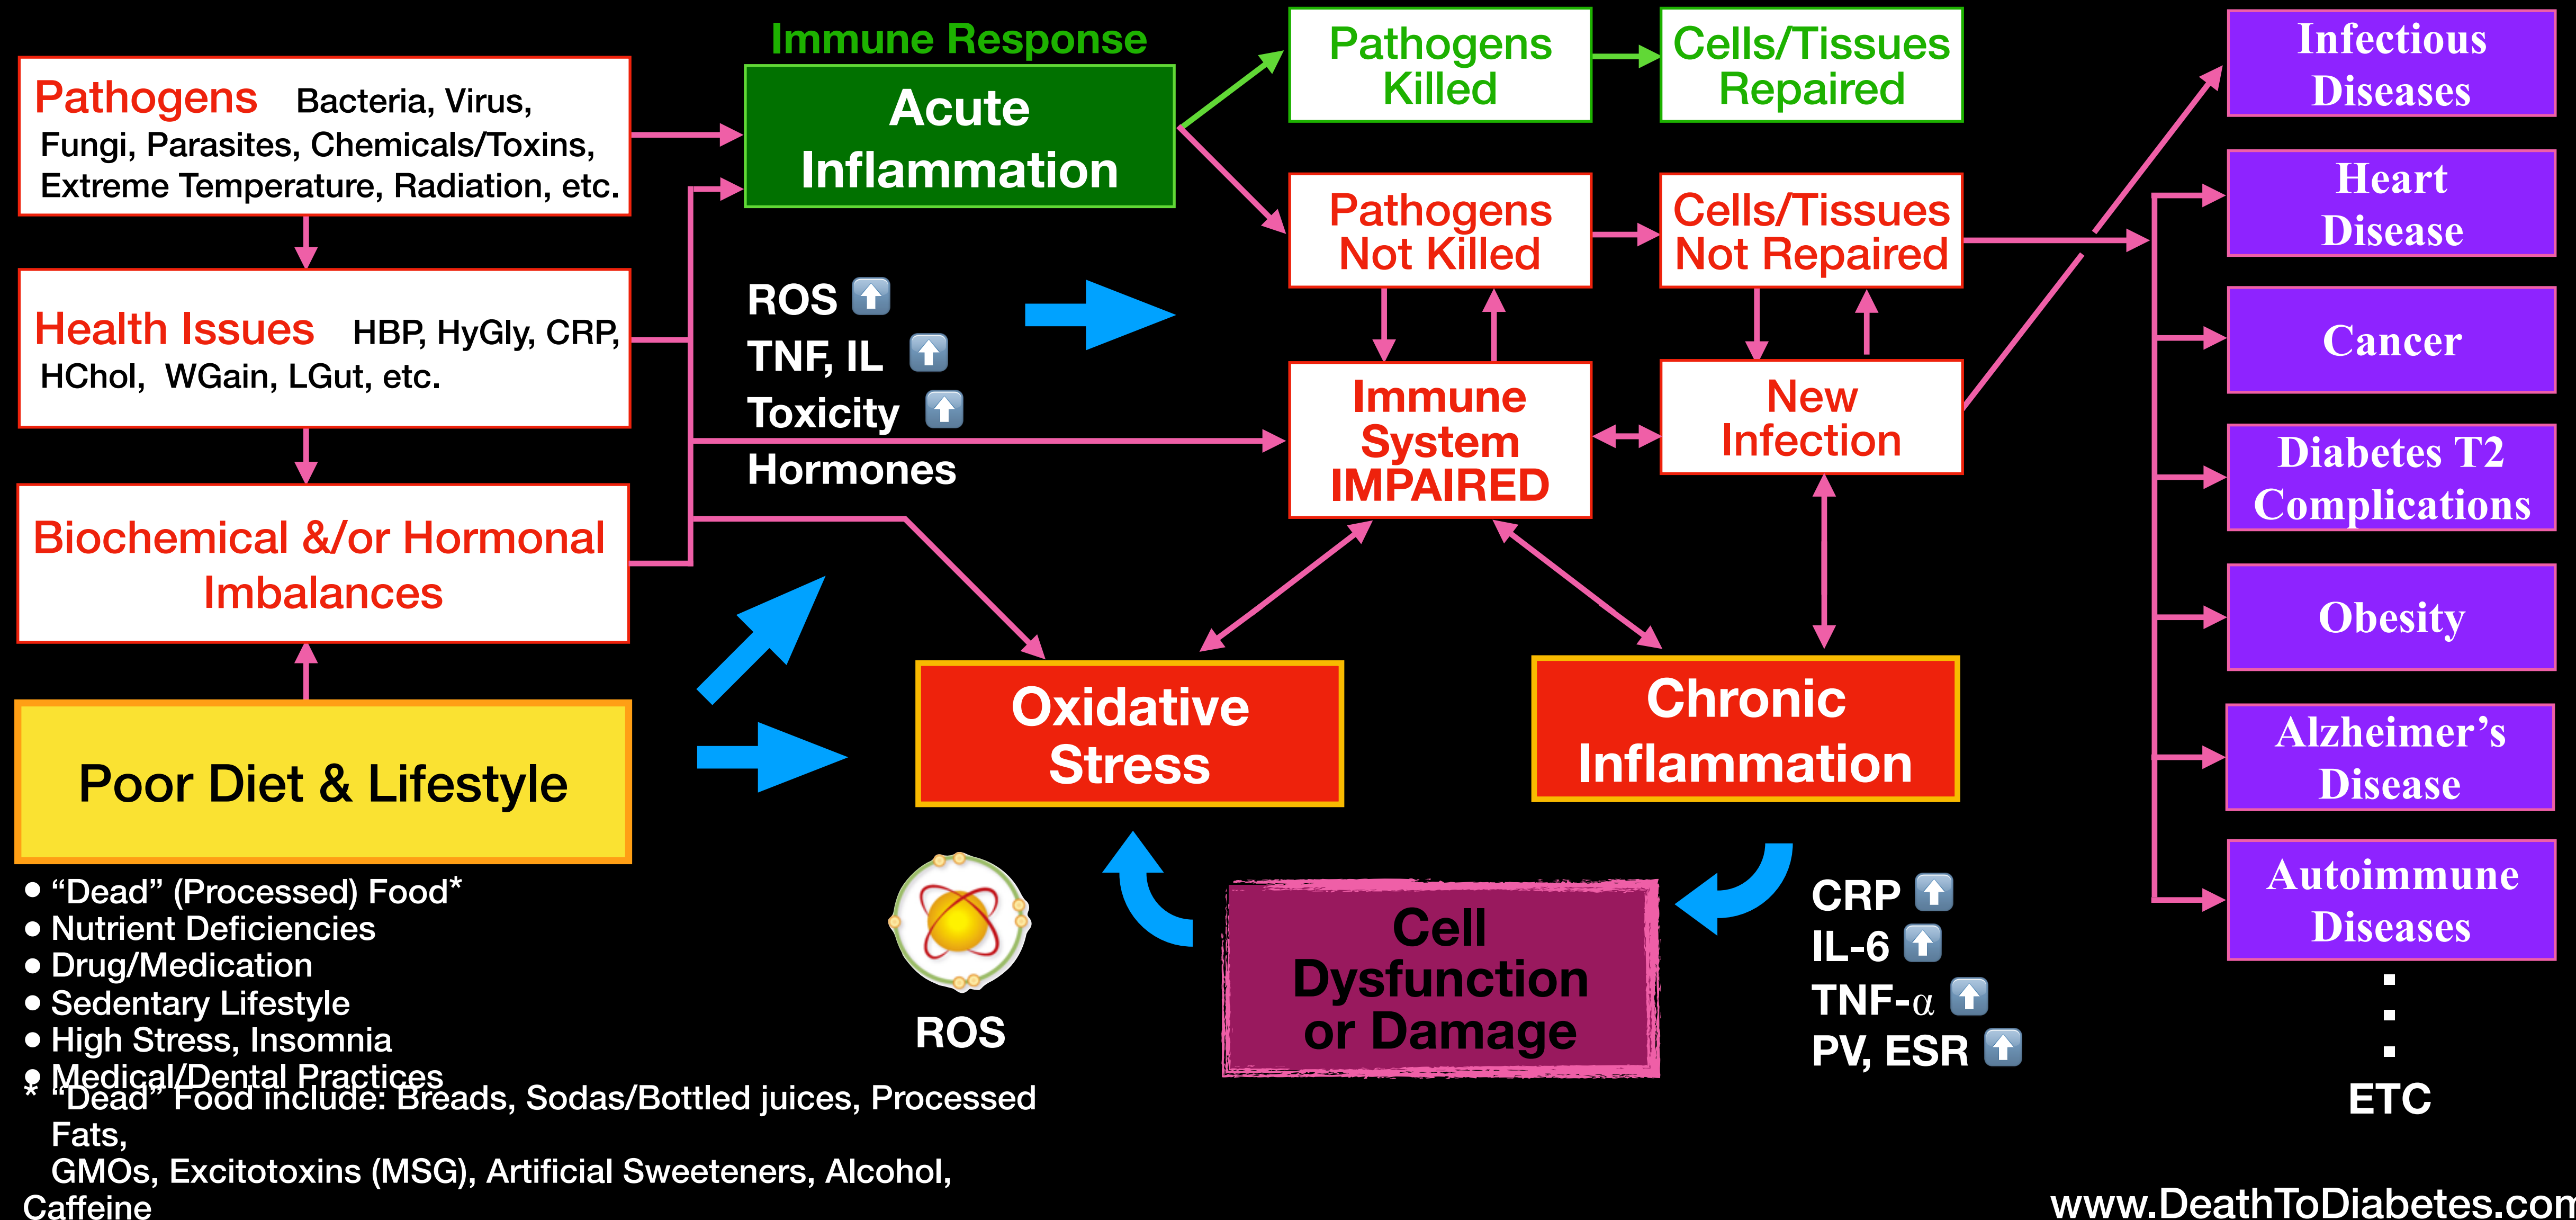 Immune Response
Pathogens Bacteria, Virus,
Fungi, Parasites, Chemicals/Toxins,
Extreme Temperature, Radiation, etc.
Health Issues HBP, HyGly, CRP,
HChol, WGain, LGut, etc.
Biochemical &/or Hormonal
Imbalances
Poor Diet & Lifestyle
• “Dead” (Processed) Food*
• Nutrient Deficiencies
• Drug/Medication
• Sedentary Lifestyle
• High Stress, Insomnia
• Medical/Dental Practices
* “Dead” Food include: Breads, Sodas/Bottled juices, Processed
Fats,
GMOs, Excitotoxins (MSG), Artificial Sweeteners, Alcohol,
Caffeine
Acute
Inflammation
ROS ⬆
TNF, IL ⬆
Toxicity ⬆
Hormones
Pathogens
Killed
Cells/Tissues
Repaired
Pathogens
Not Killed
Cells/Tissues
Not Repaired
Immune
System
IMPAIRED
New
Infection
Oxidative
Stress
Chronic
Inflammation
ROS
Cell
Dysfunction
or Damage
CRP ⬆
IL-6 ⬆
TNF-α ⬆
PV, ESR ⬆
Infectious
Diseases
Heart
Disease
Cancer
Diabetes T2
Complications
Obesity
Alzheimer’s
Disease
Autoimmune
Diseases
ETC
www.DeathToDiabetes.com